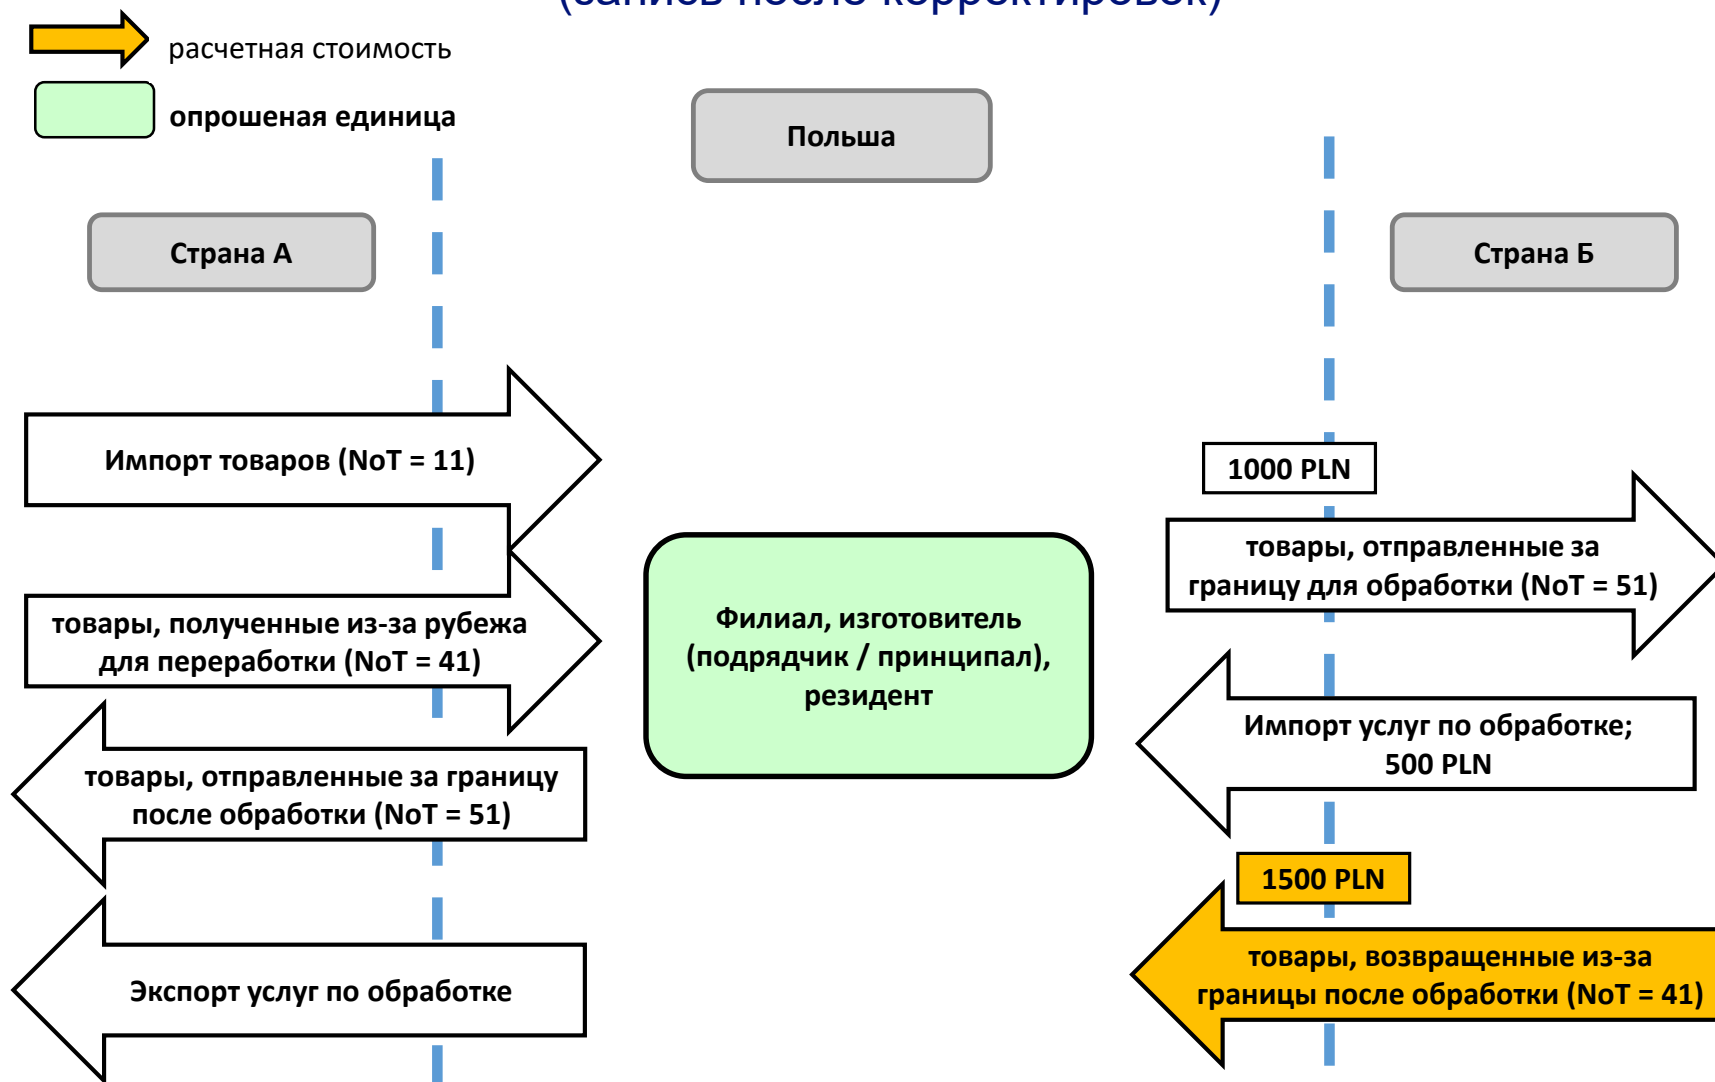 (запись после корректировок)
расчетная стоимость
опрошеная единица
Польша
Страна А
Страна Б
Импорт товаров (NoT = 11)
1000 PLN
товары, отправленные за
границу для обработки (NoT = 51)
товары, полученные из-за рубежа
для переработки (NoT = 41)
Филиал, изготовитель
(подрядчик / принципал),
резидент
Импорт услуг по обработке;
500 PLN
товары, отправленные за границу
после обработки (NoT = 51)
1500 PLN
товары, возвращенные из-за
границы после обработки (NoT = 41)
Экспорт услуг по обработке